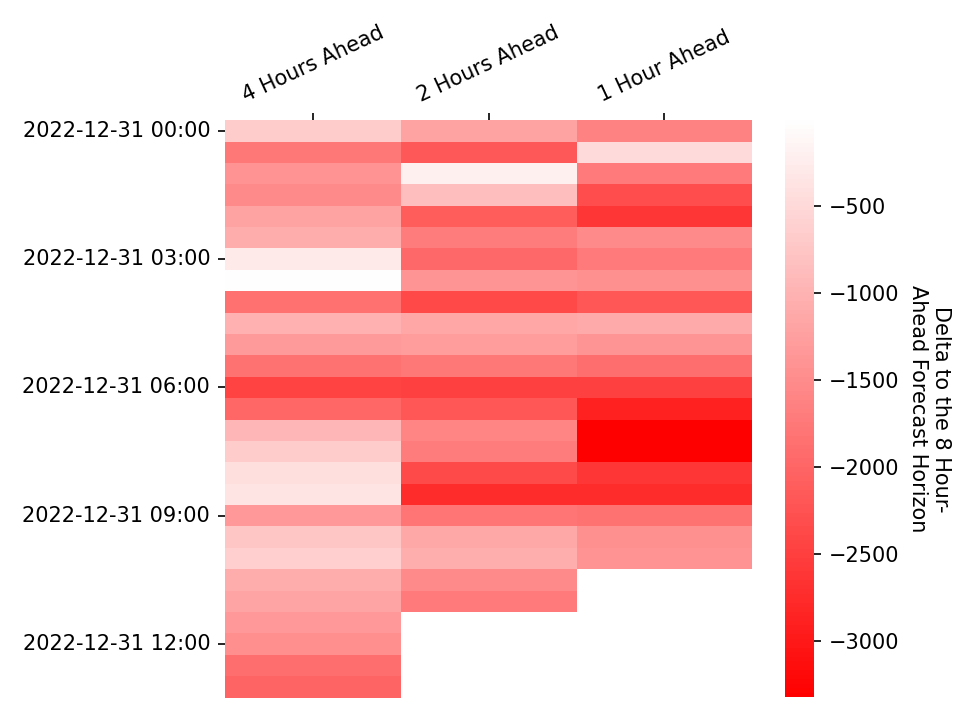 4 Hours Ahead
2 Hours Ahead
1 Hour Ahead
2022-12-31 00:00
2022-12-31 03:00
2022-12-31 06:00
2022-12-31 09:00
2022-12-31 12:00
−500
−1000
−1500
−2000
−2500
−3000
Delta to the 8 Hour-
Ahead Forecast Horizon